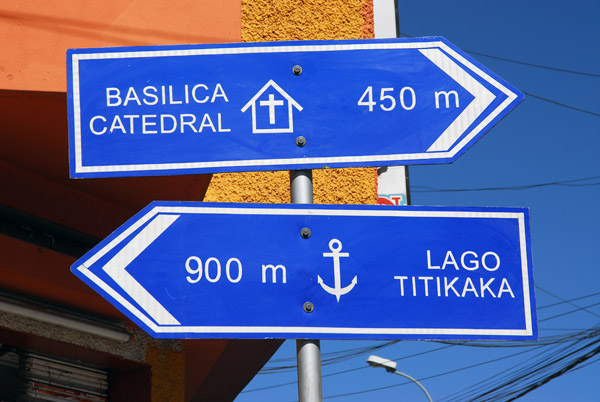 BASILICA
CATEDRAL
450 m
900 m
LAGO
TITIKAKA